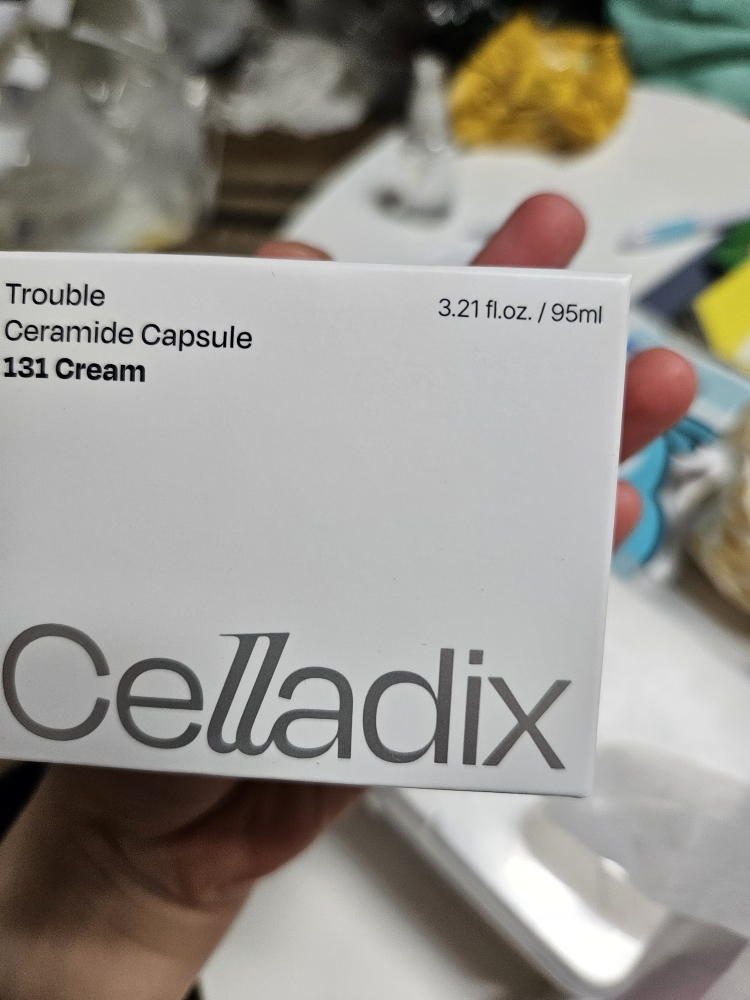 Trouble
Ceramide Capsule
131 Cream
3.21 fl.oz. / 95ml
Celladix